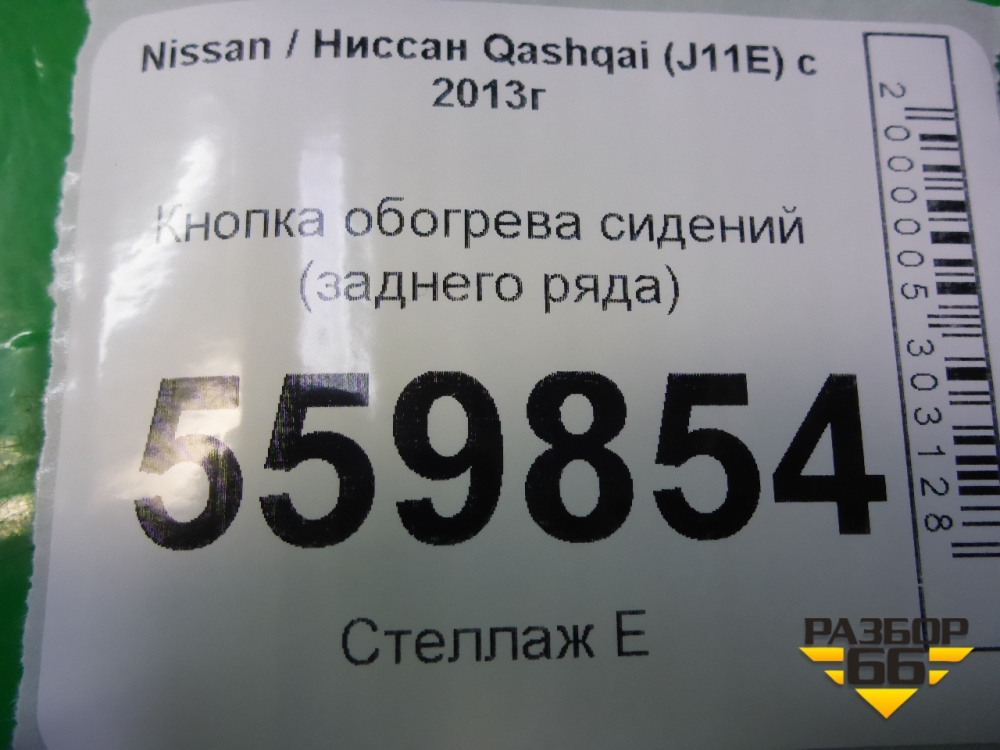 Nissan / Ниссан Qashqai (J11E) с
2013г
Кнопка обогрева сидений
(заднего ряда)
559854
Стеллаж Е
2000005303128
РАЗБОР
66